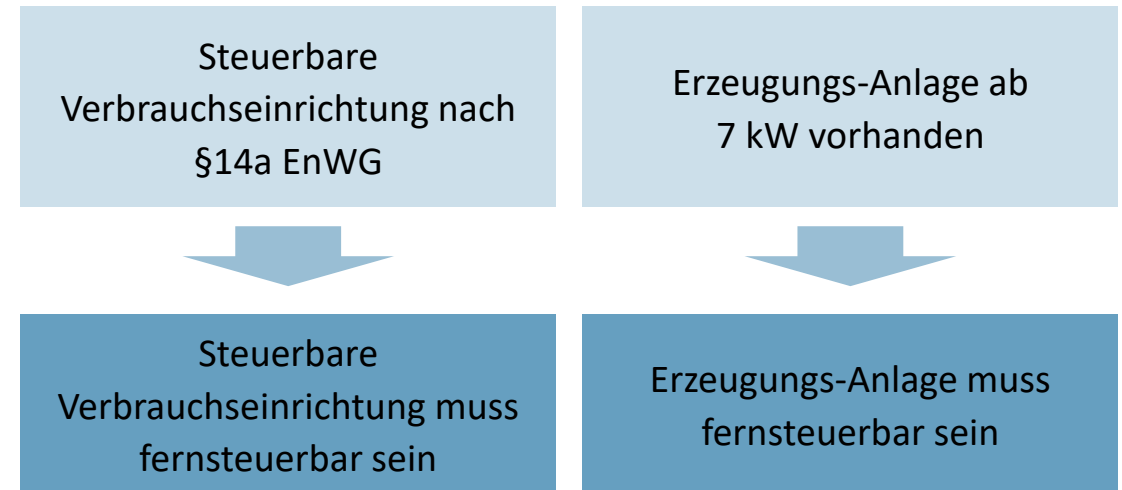 Steuerbare
Verbrauchseinrichtung nach
§14a EnWG
Erzeugungs-Anlage ab
7 kW vorhanden
Steuerbare
Verbrauchseinrichtung muss
fernsteuerbar sein
Erzeugungs-Anlage muss
fernsteuerbar sein